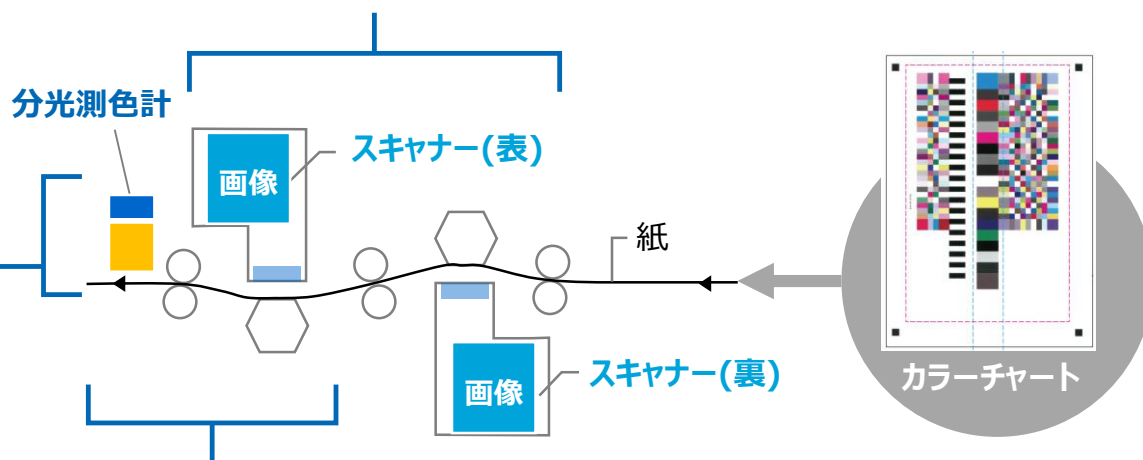 分光測色計
スキャナー(表)
画像
紙
スキャナー(裏)
画像
カラーチャート